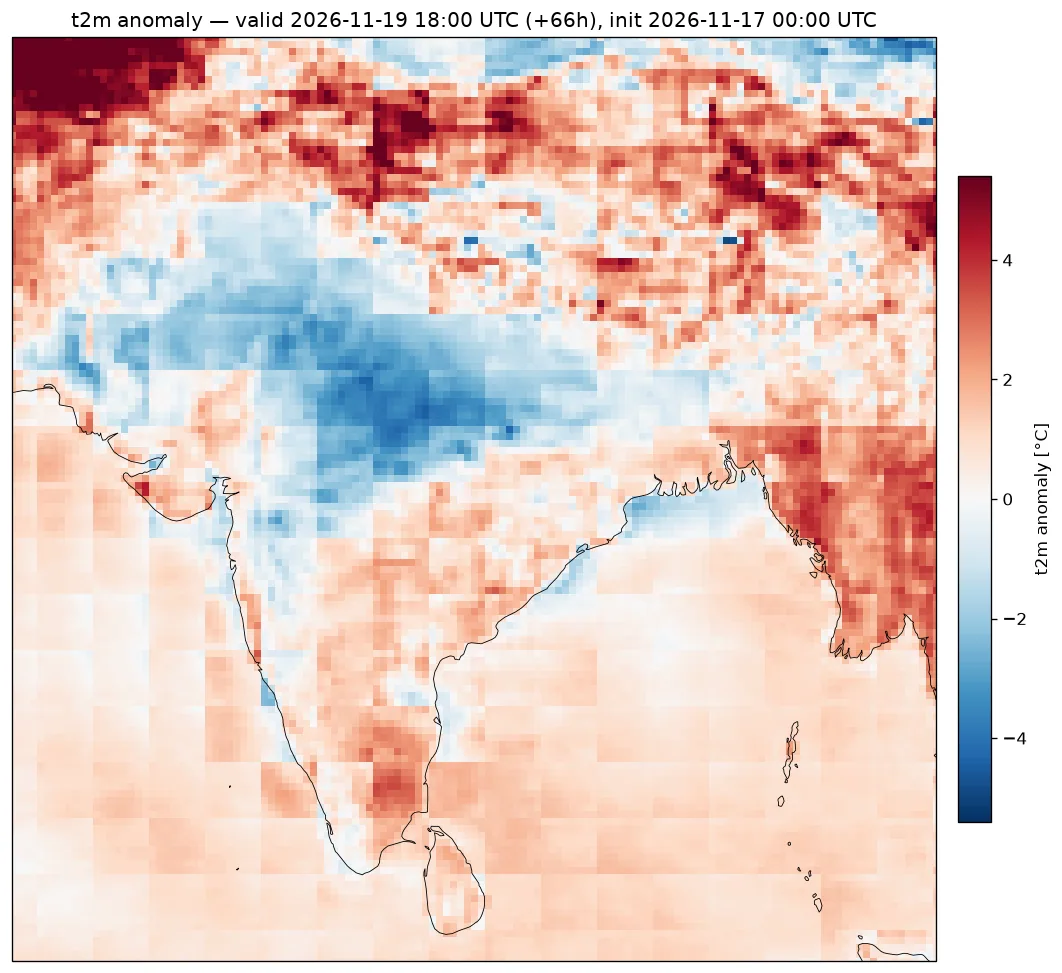 t2m anomaly — valid 2026-11-19 18:00 UTC (+66h), init 2026-11-17 00:00 UTC
4
2
0
−2
−4
t2m anomaly [°C]